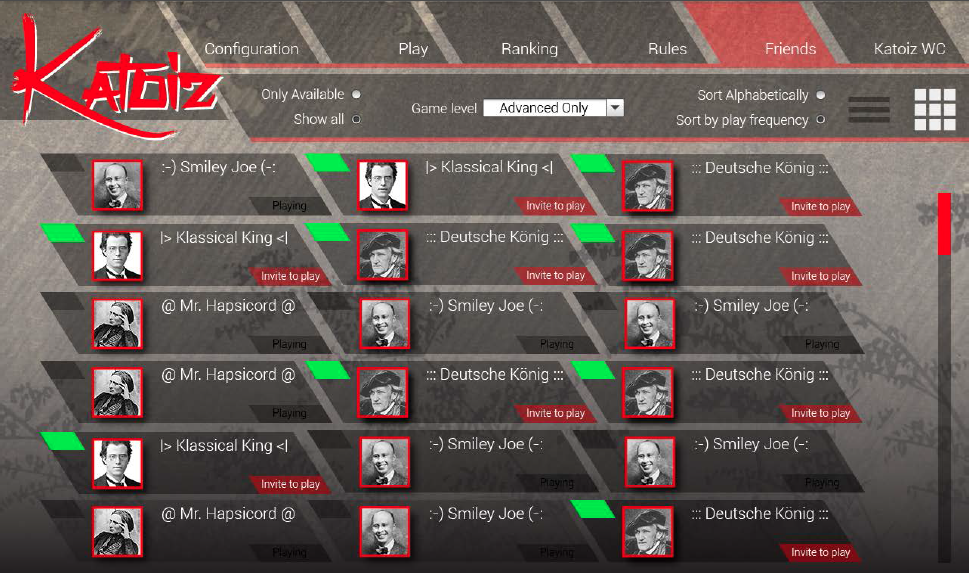 Katoiz
Configuration
Play
Ranking
Rules
Friends
Katoiz WC
Only Available
Show all
Game level
Advanced Only
Sort Alphabetically
Sort by play frequency
:-) Smiley Joe (-:
Playing
|> Klassical King <|
Invite to play
::: Deutsche König :::
Invite to play
|> Klassical King <|
Invite to play
::: Deutsche König :::
Invite to play
::: Deutsche König :::
Invite to play
@ Mr. Hapsicord @
Playing
:-) Smiley Joe (-:
Playing
:-) Smiley Joe (-:
Playing
@ Mr. Hapsicord @
Playing
::: Deutsche König :::
Invite to play
::: Deutsche König :::
Invite to play
|> Klassical King <|
Invite to play
:-) Smiley Joe (-:
Playing
:-) Smiley Joe (-:
Playing
@ Mr. Hapsicord @
Playing
:-) Smiley Joe (-:
Playing
::: Deutsche König :::
Invite to play